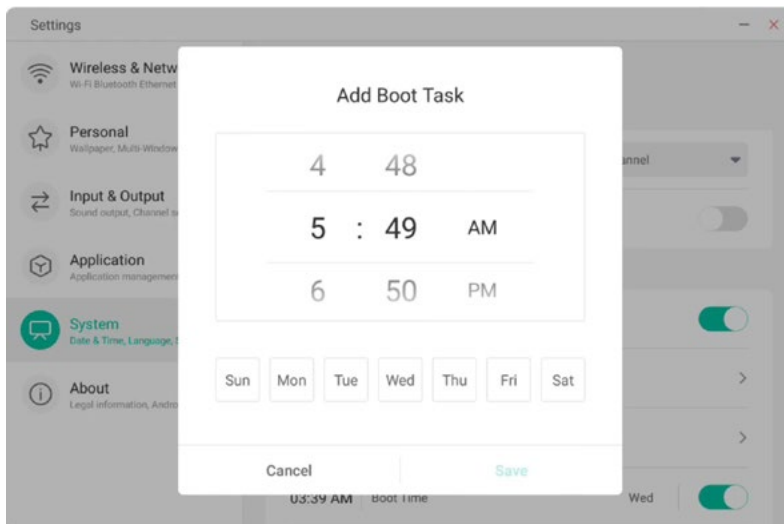 Settings
Wireless & Netw
Wi-Fi Bluetooth Ethernet
Personal
Wallpaper, Multi-Window
Input & Output
Sound output, Channel s
Application
Application management
System
Date & Time, Language, S
About
Legal information, Andro
Add Boot Task
4 48
5 : 49 AM
6 50 PM
Sun Mon Tue Wed Thu Fri Sat
Cancel Save
annel
03:39 AM Boot Time Wed